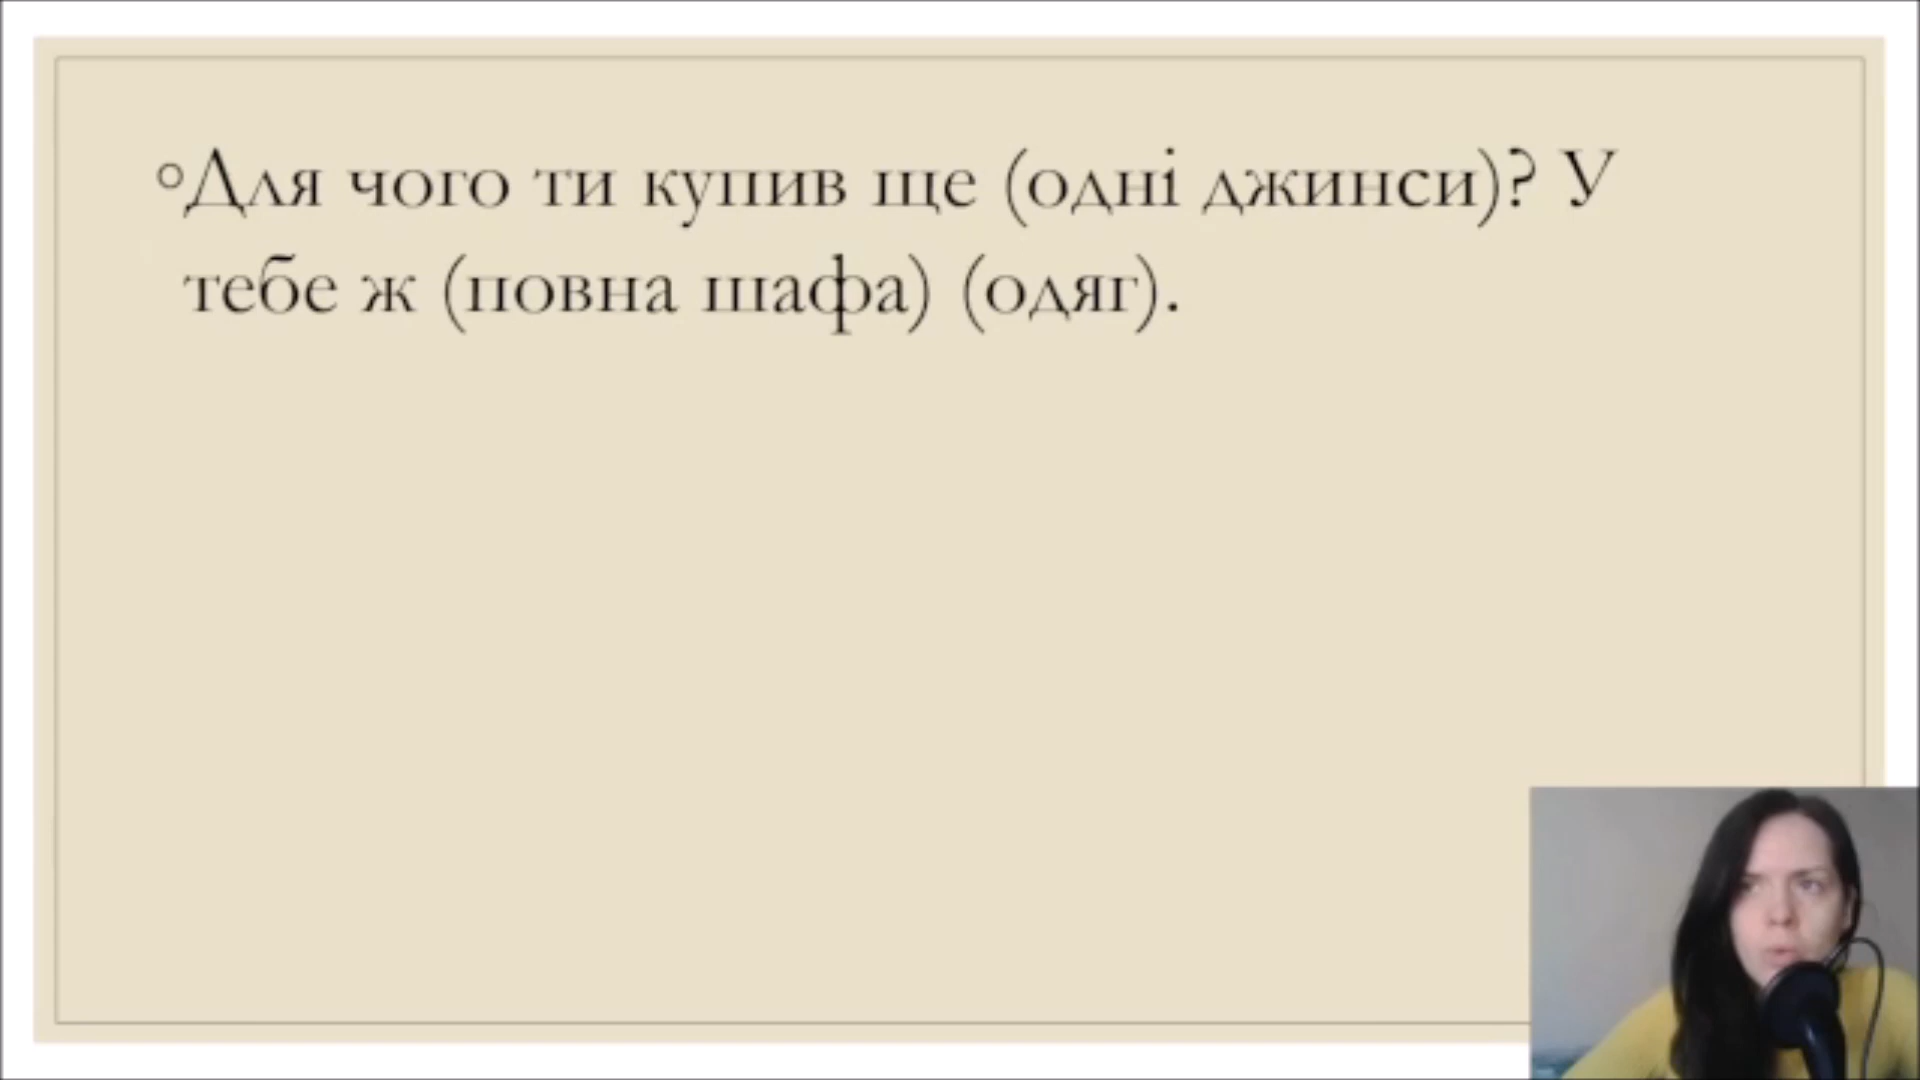 Для чого ти купив ще (одні джинси)? У
тебе ж (повна шафа) (одяг).